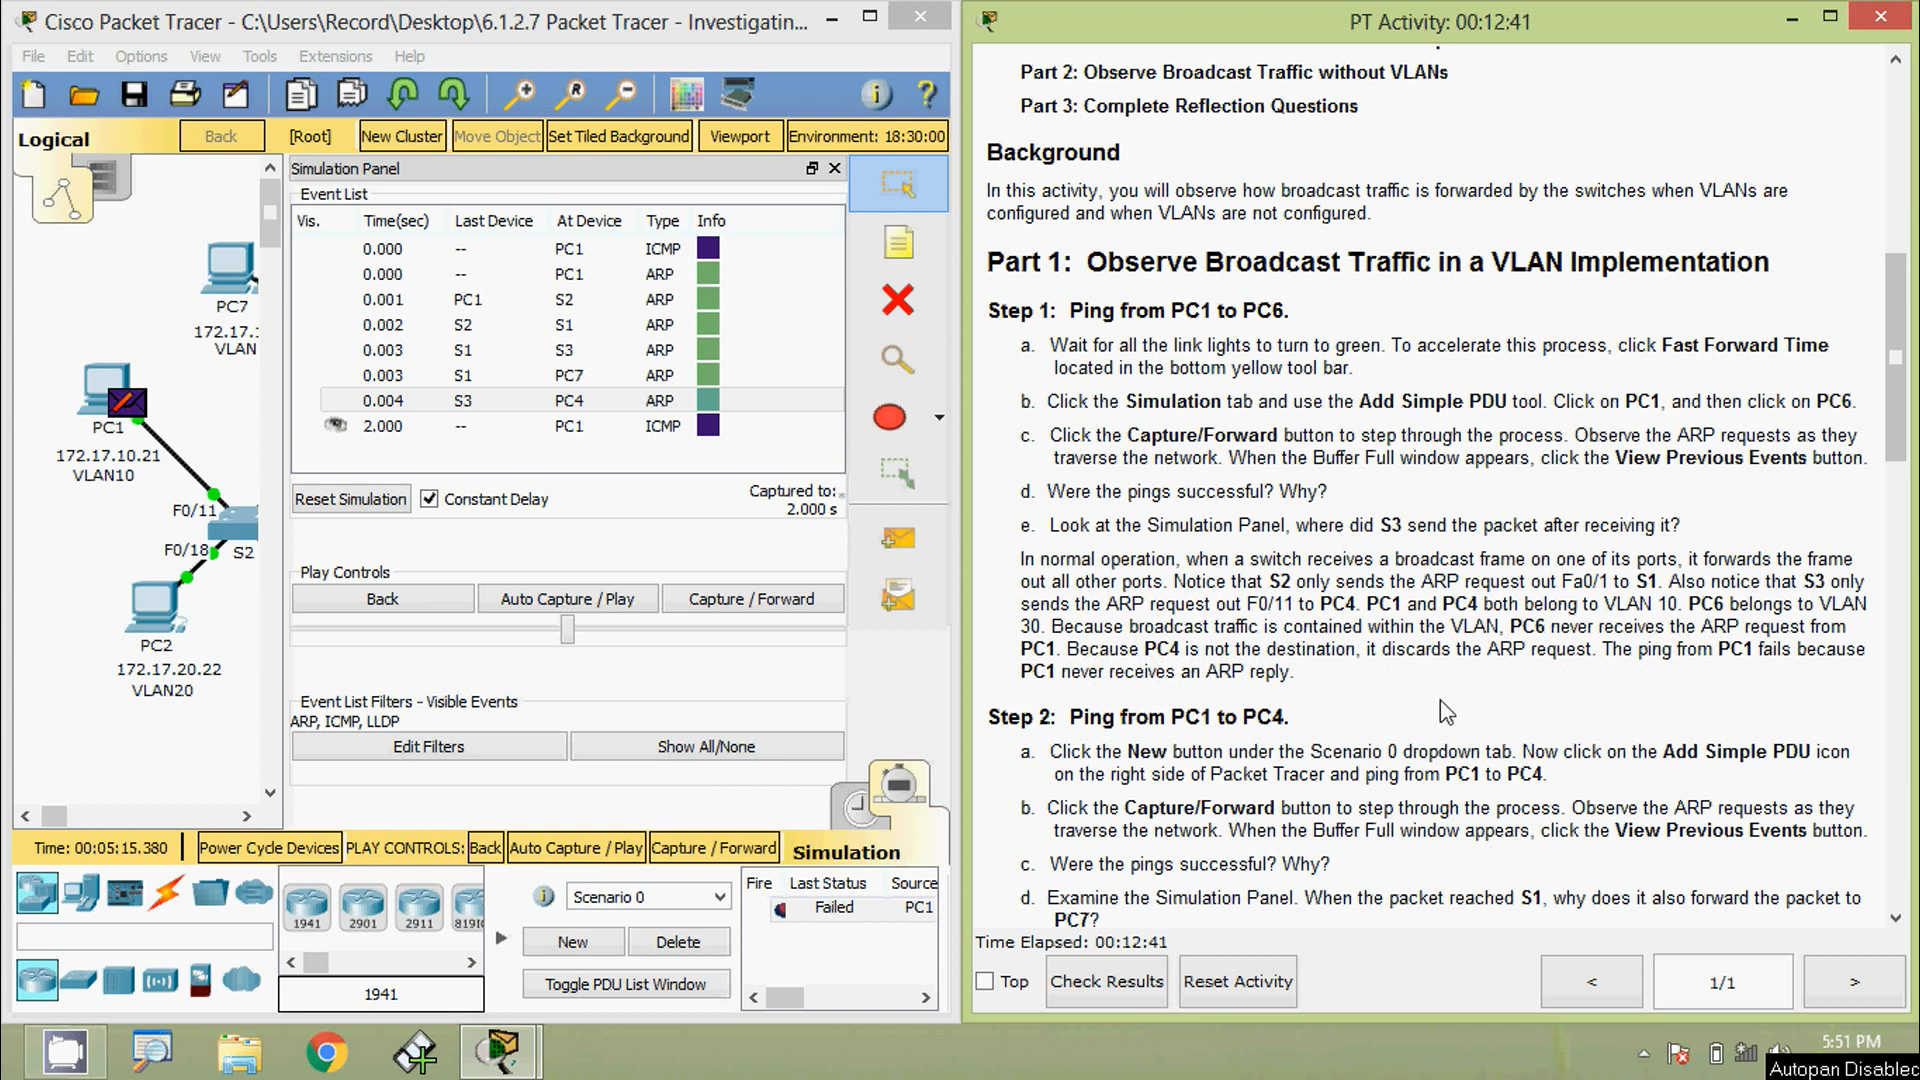 Cisco Packet Tracer - C:\Users\Record\Desktop\6.1.2.7 Packet Tracer - Investigatin...
File Edit Options View Tools Extensions Help
Logical
Back
[Root]
New Cluster
Move Object
Set Tiled Background
Viewport
Environment: 18:30:00
PC7
172.17.
VLAN
PC1
172.17.10.21
VLAN10
F0/11
F0/18
S2
PC2
172.17.20.22
VLAN20
Simulation Panel
Event List
Vis. Time(sec) Last Device At Device Type Info
0.000 -- PC1 ICMP
0.000 -- PC1 ARP
0.001 PC1 S2 ARP
0.002 S2 S1 ARP
0.003 S1 S3 ARP
0.003 S1 PC7 ARP
0.004 S3 PC4 ARP
2.000 -- PC1 ICMP
Reset Simulation
Constant Delay
Captured to:
2.000 s
Play Controls
Back
Auto Capture / Play
Capture / Forward
Event List Filters - Visible Events
ARP, ICMP, LLDP
Edit Filters
Show All/None
Time: 00:05:15.380
Power Cycle Devices
PLAY CONTROLS:
Back
Auto Capture / Play
Capture / Forward
Simulation
1941
2901
2911
819I
1941
Scenario 0
New
Delete
Toggle PDU List Window
Fire Last Status Source
Failed PC1
PT Activity: 00:12:41
Part 2: Observe Broadcast Traffic without VLANs
Part 3: Complete Reflection Questions
Background
In this activity, you will observe how broadcast traffic is forwarded by the switches when VLANs are
configured and when VLANs are not configured.
Part 1: Observe Broadcast Traffic in a VLAN Implementation
Step 1: Ping from PC1 to PC6.
a. Wait for all the link lights to turn to green. To accelerate this process, click Fast Forward Time
located in the bottom yellow tool bar.
b. Click the Simulation tab and use the Add Simple PDU tool. Click on PC1, and then click on PC6.
c. Click the Capture/Forward button to step through the process. Observe the ARP requests as they
traverse the network. When the Buffer Full window appears, click the View Previous Events button.
d. Were the pings successful? Why?
e. Look at the Simulation Panel, where did S3 send the packet after receiving it?
In normal operation, when a switch receives a broadcast frame on one of its ports, it forwards the frame
out all other ports. Notice that S2 only sends the ARP request out Fa0/1 to S1. Also notice that S3 only
sends the ARP request out F0/11 to PC4. PC1 and PC4 both belong to VLAN 10. PC6 belongs to VLAN
30. Because broadcast traffic is contained within the VLAN, PC6 never receives the ARP request from
PC1. Because PC4 is not the destination, it discards the ARP request. The ping from PC1 fails because
PC1 never receives an ARP reply.
Step 2: Ping from PC1 to PC4.
a. Click the New button under the Scenario 0 dropdown tab. Now click on the Add Simple PDU icon
on the right side of Packet Tracer and ping from PC1 to PC4.
b. Click the Capture/Forward button to step through the process. Observe the ARP requests as they
traverse the network. When the Buffer Full window appears, click the View Previous Events button.
c. Were the pings successful? Why?
d. Examine the Simulation Panel. When the packet reached S1, why does it also forward the packet to
PC7?
Time Elapsed: 00:12:41
Top
Check Results
Reset Activity
<
1/1
>
5:51 PM
Autopan Disabled